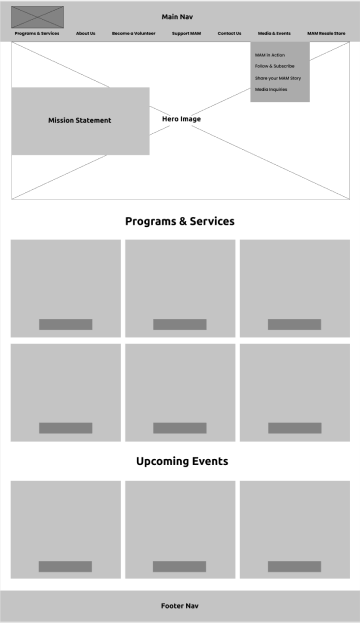 Main Nav
Programs & Services About Us Become a Volunteer Support MAM Contact Us Media & Events MAM Resale Store
MAM in Action
Follow & Subscribe
Share your MAM Story
Media Inquiries
Mission Statement
Hero Image
Programs & Services
Upcoming Events
Footer Nav